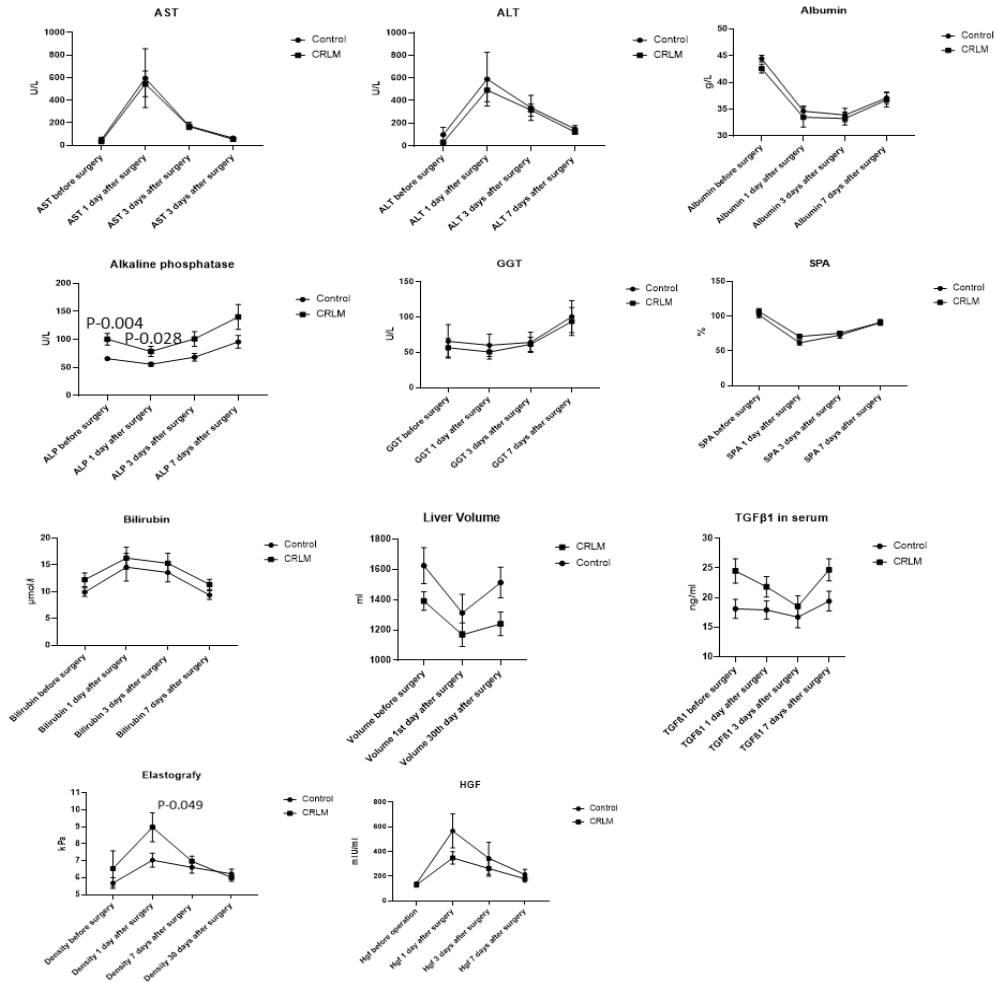 AST
1000
800
600
400
200
0
U/L
Control
CRLM
AST before surgery
AST 1 day after surgery
AST 3 days after surgery
AST 3 days after surgery
ALT
1000
800
600
400
200
0
U/L
Control
CRLM
ALT before surgery
ALT 1 day after surgery
ALT 3 days after surgery
ALT 7 days after surgery
Albumin
45
40
35
30
g/L
Control
CRLM
Albumin before surgery
Albumin 1 day after surgery
Albumin 3 days after surgery
Albumin 7 days after surgery
Alkaline phosphatase
200
150
100
50
0
U/L
P-0.004
P-0.028
Control
CRLM
ALP before surgery
ALP 1 day after surgery
ALP 3 days after surgery
ALP 7 days after surgery
GGT
150
100
50
0
U/L
Control
CRLM
GGT before surgery
GGT 1 day after surgery
GGT 3 days after surgery
GGT 7 days after surgery
SPA
150
100
50
0
%
Control
CRLM
SPA before surgery
SPA 1 day after surgery
SPA 3 days after surgery
SPA 7 days after surgery
Bilirubin
20
15
10
5
0
µmol/l
Control
CRLM
Bilirubin before surgery
Bilirubin 1 day after surgery
Bilirubin 3 days after surgery
Bilirubin 7 days after surgery
Liver Volume
1800
1600
1400
1200
1000
ml
CRLM
Control
Volume before surgery
Volume 1st day after surgery
Volume 30th day after surgery
TGFβ1 in serum
30
25
20
15
10
ng/ml
Control
CRLM
TGFß1 before surgery
TGFß1 1 day after surgery
TGFß1 3 days after surgery
TGFß1 7 days after surgery
Elastografy
11
10
9
8
7
6
5
kPa
P-0.049
Control
CRLM
Density before surgery
Density 1 day after surgery
Density 7 days after surgery
Density 30 days after surgery
HGF
800
600
400
200
0
mIU/ml
Control
CRLM
Hgf before operation
Hgf 1 day after surgery
Hgf 3 days after surgery
Hgf 7 days after surgery